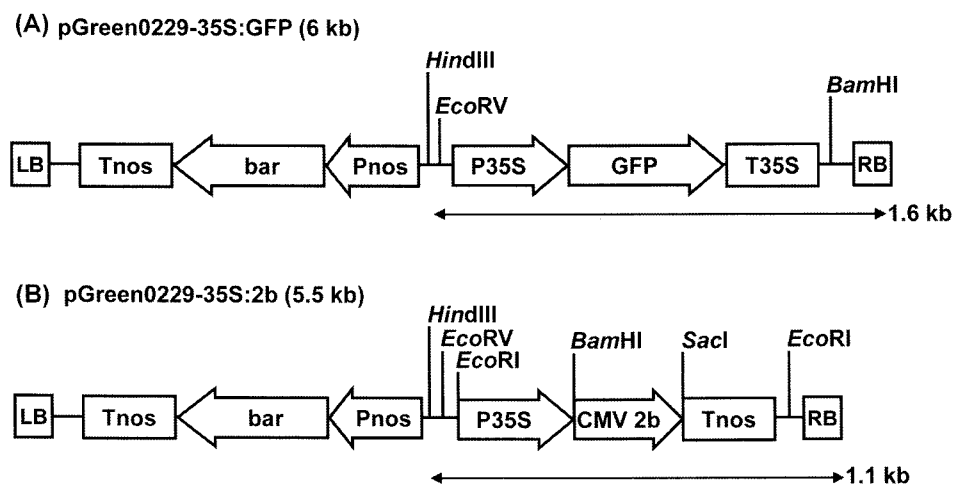 (A) pGreen0229-35S:GFP (6 kb)
HindIII
EcoRV
BamHI
LB Tnos bar Pnos P35S GFP T35S RB
1.6 kb
(B) pGreen0229-35S:2b (5.5 kb)
HindIII
EcoRV
EcoRI
BamHI
SacI
EcoRI
LB Tnos bar Pnos P35S CMV 2b Tnos RB
1.1 kb